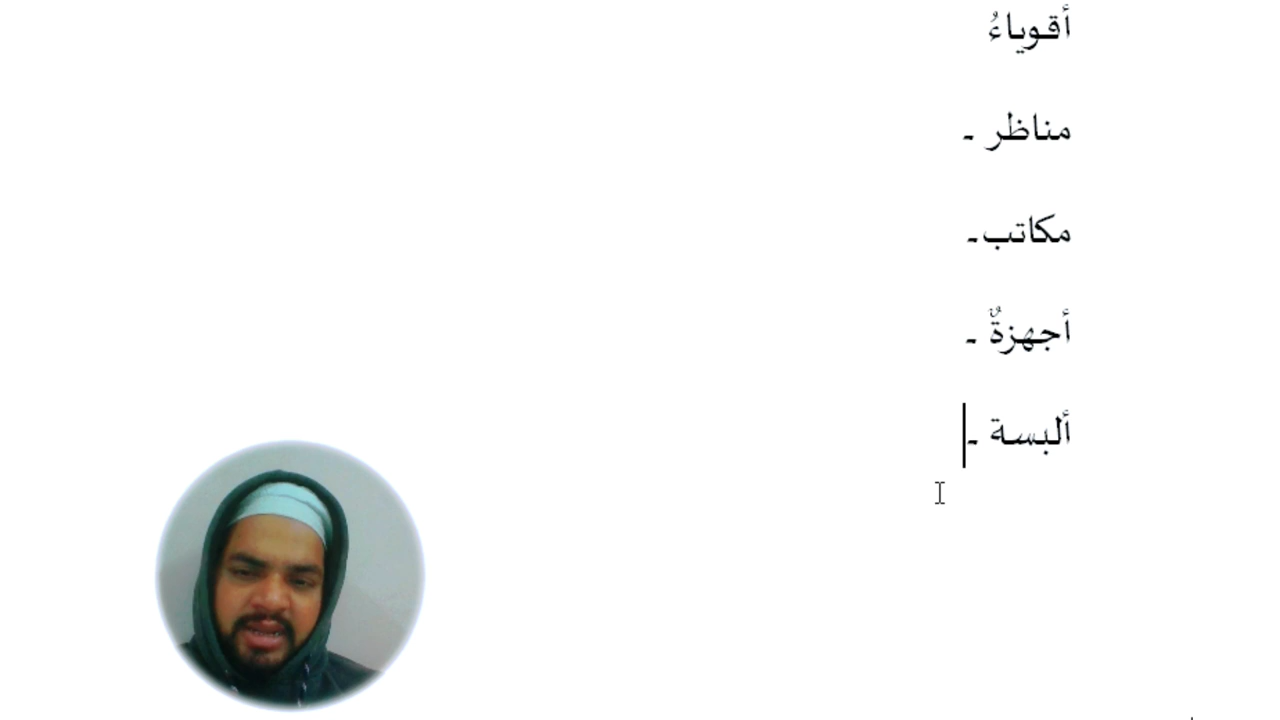 أقوياءُ
مناظر ۔
مكاتب۔
أجهزةٌ ۔
ألبسة ۔